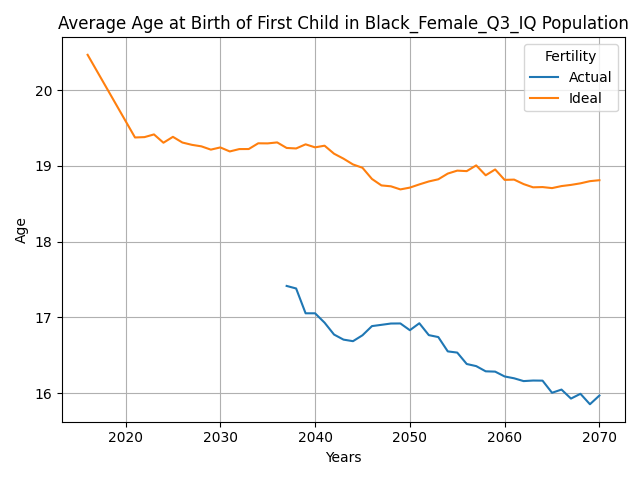 Average Age at Birth of First Child in Black_Female_Q3_IQ Population
Fertility
Actual
Ideal
Age
20
19
18
17
16
2020 2030 2040 2050 2060 2070
Years